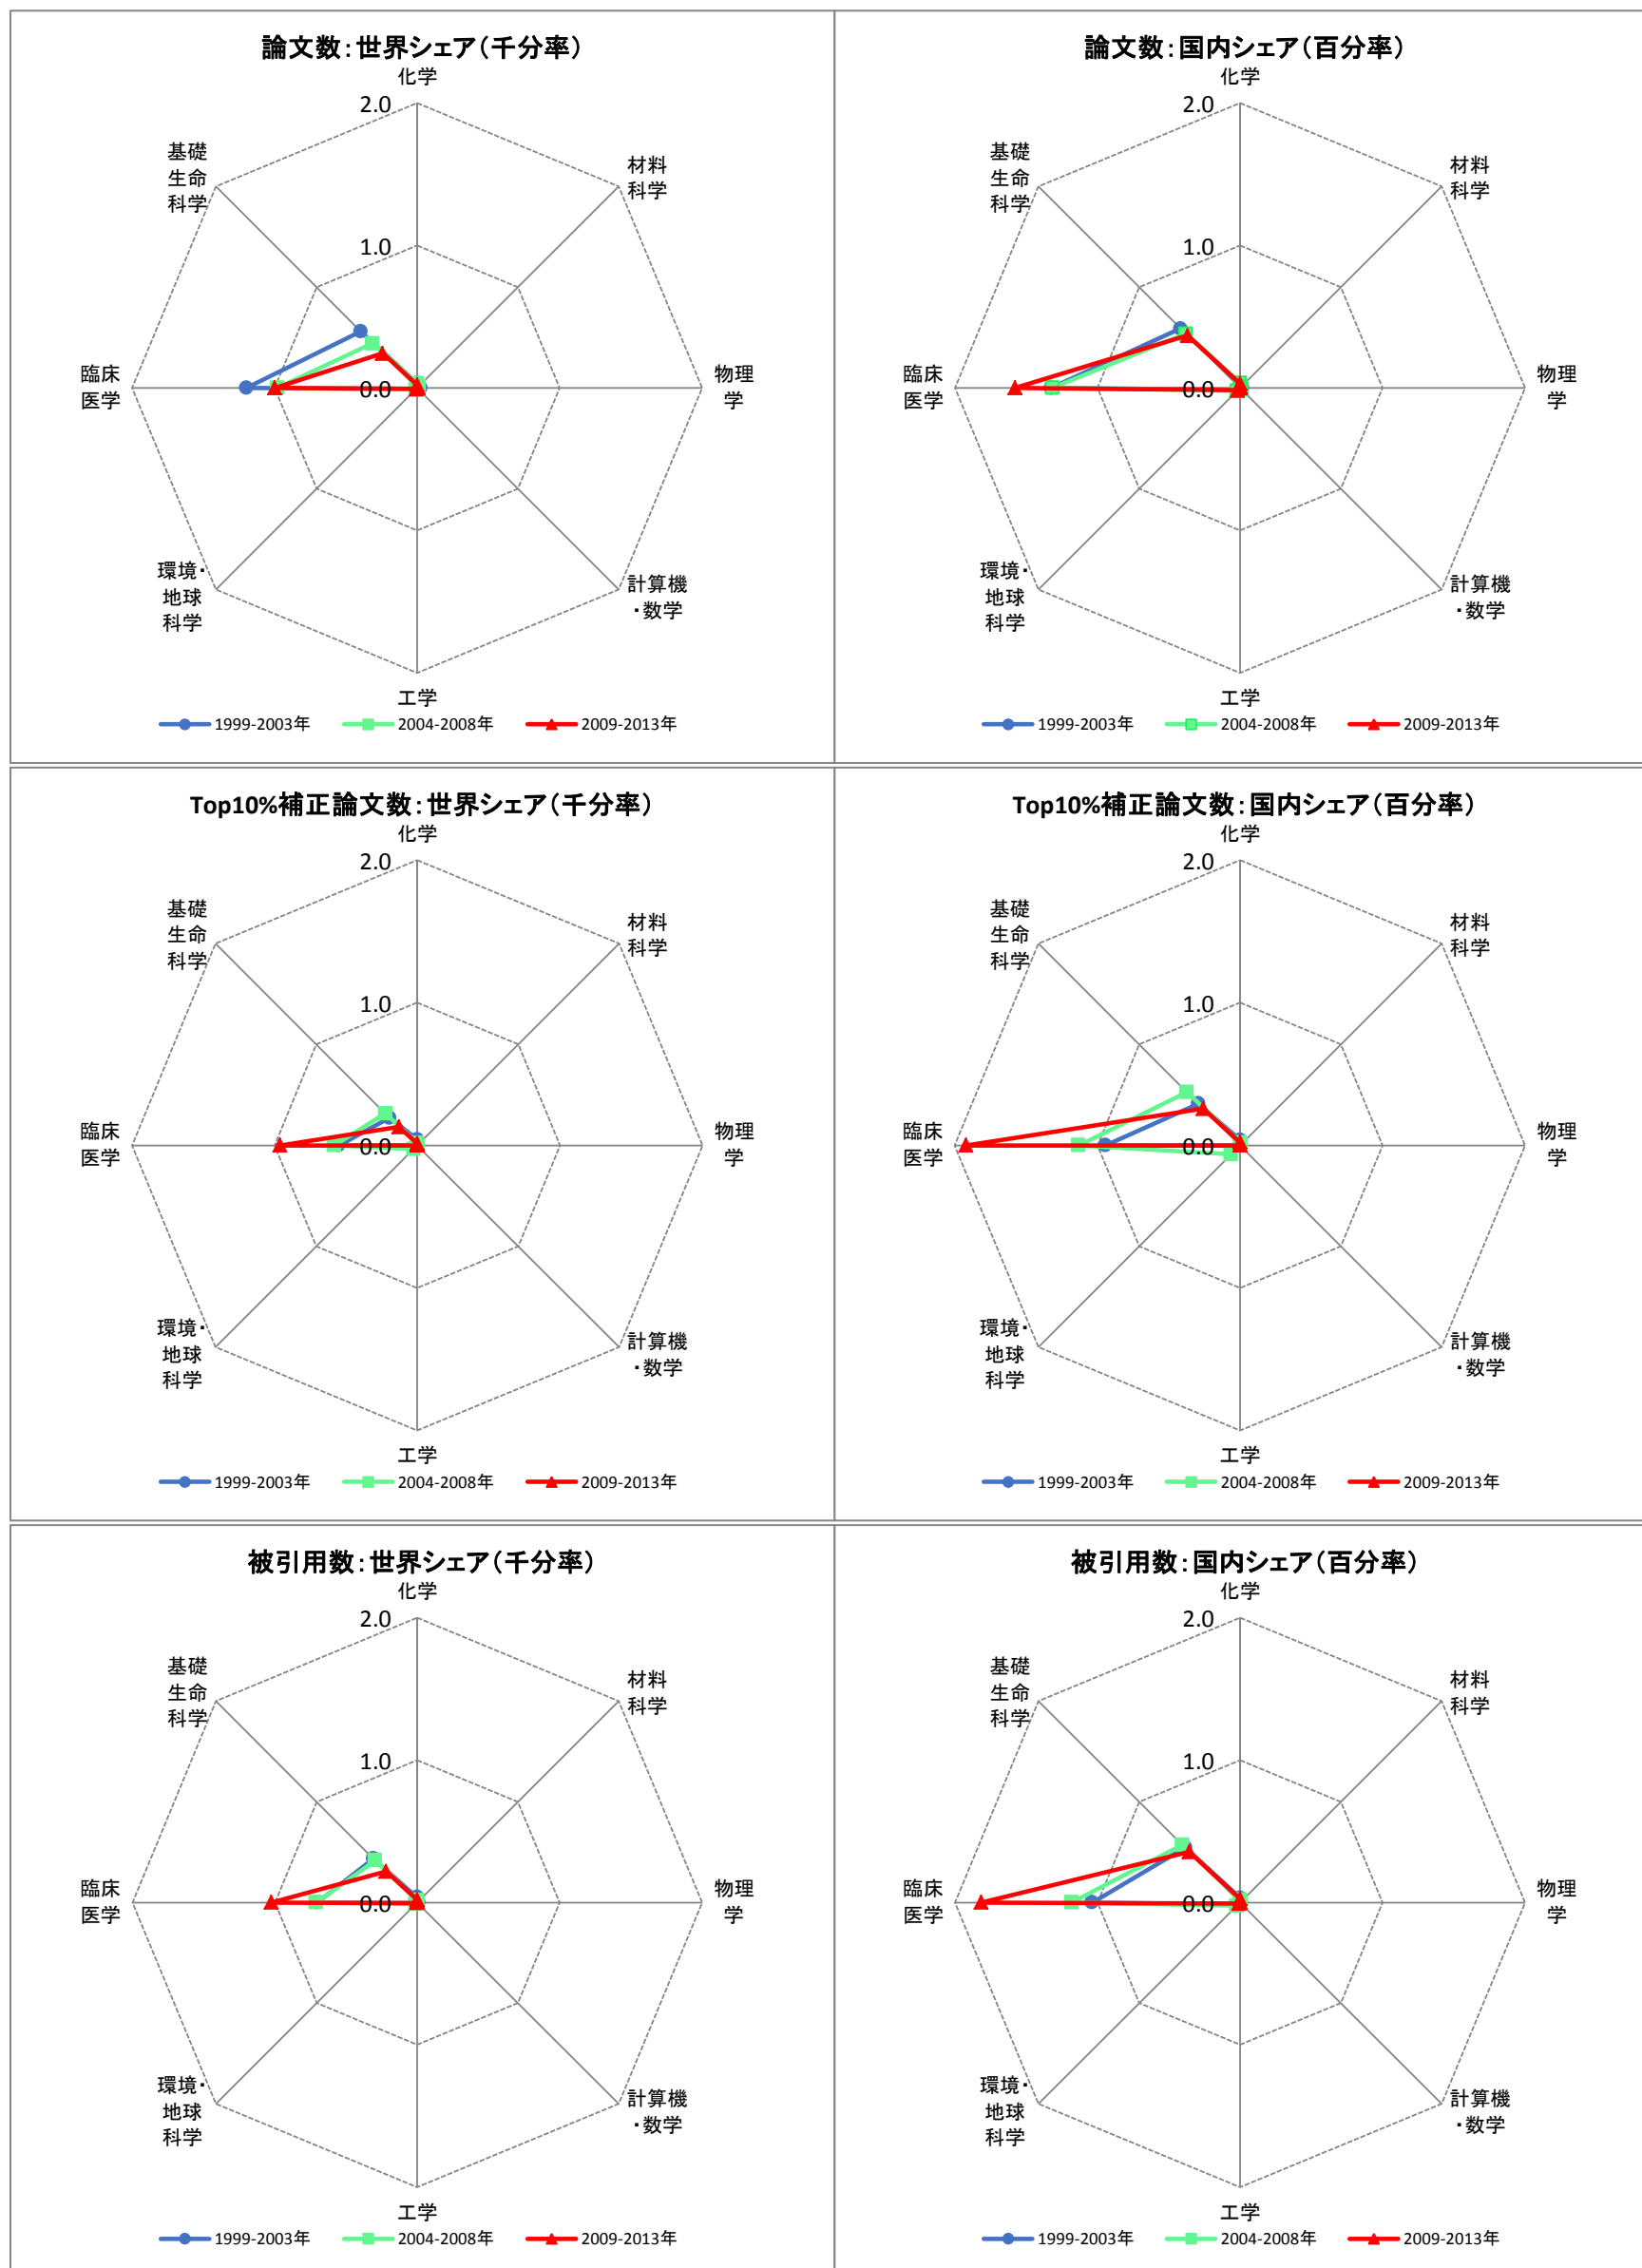 論文数：世界シェア（千分率）
化学
2.0
基礎
生命
科学
材料
科学
1.0
臨床
医学
0.0
物理
学
環境・
地球
科学
計算機
・数学
工学
1999-2003年
2004-2008年
2009-2013年
論文数：国内シェア（百分率）
化学
2.0
基礎
生命
科学
材料
科学
1.0
臨床
医学
0.0
物理
学
環境・
地球
科学
計算機
・数学
工学
1999-2003年
2004-2008年
2009-2013年
Top10%補正論文数：世界シェア（千分率）
化学
2.0
基礎
生命
科学
材料
科学
1.0
臨床
医学
0.0
物理
学
環境・
地球
科学
計算機
・数学
工学
1999-2003年
2004-2008年
2009-2013年
Top10%補正論文数：国内シェア（百分率）
化学
2.0
基礎
生命
科学
材料
科学
1.0
臨床
医学
0.0
物理
学
環境・
地球
科学
計算機
・数学
工学
1999-2003年
2004-2008年
2009-2013年
被引用数：世界シェア（千分率）
化学
2.0
基礎
生命
科学
材料
科学
1.0
臨床
医学
0.0
物理
学
環境・
地球
科学
計算機
・数学
工学
1999-2003年
2004-2008年
2009-2013年
被引用数：国内シェア（百分率）
化学
2.0
基礎
生命
科学
材料
科学
1.0
臨床
医学
0.0
物理
学
環境・
地球
科学
計算機
・数学
工学
1999-2003年
2004-2008年
2009-2013年